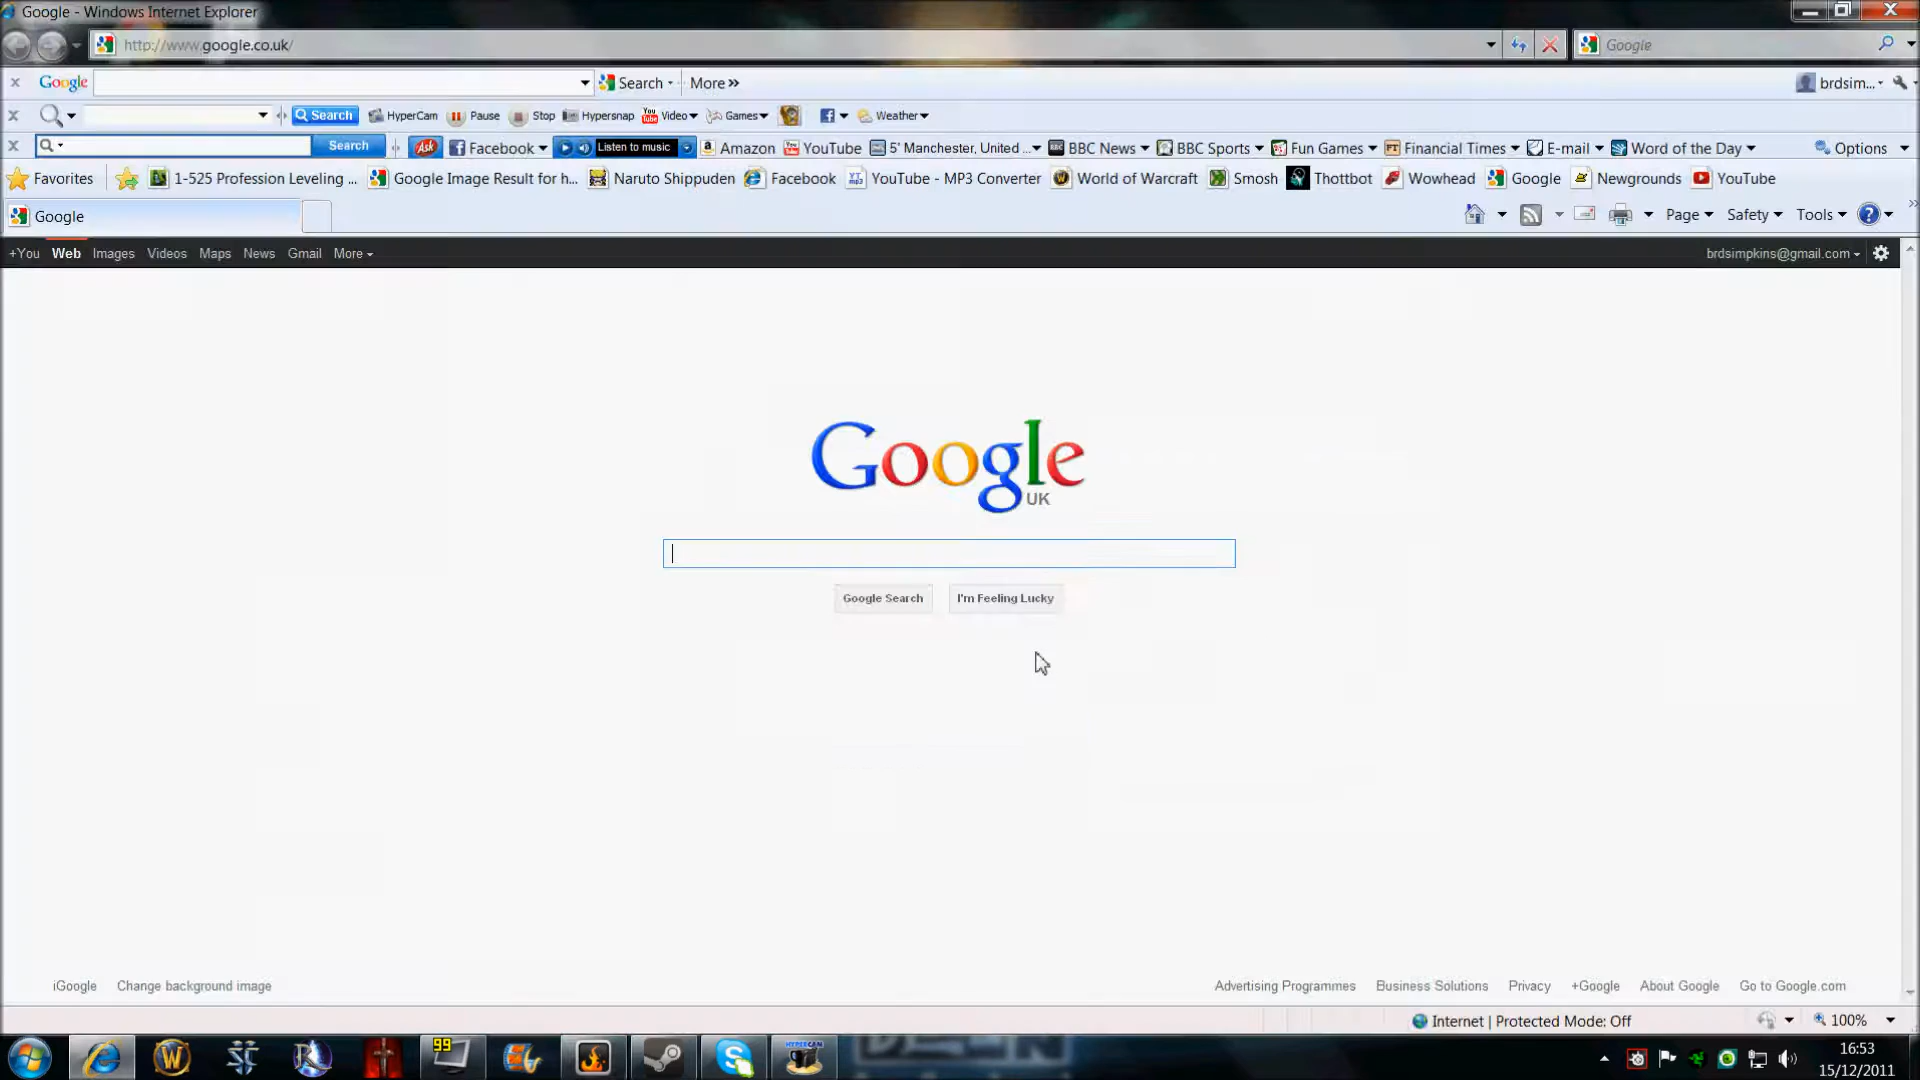 Google - Windows Internet Explorer
http://www.google.co.uk/ Google
Google Search More » brdsim...
Search HyperCam Pause Stop Hypersnap You Tube Video Games Weather
Search Ask Facebook Listen to music Amazon YouTube 5' Manchester, United ... BBC News BBC Sports Fun Games Financial Times E-mail Word of the Day Options
Favorites 1-525 Profession Leveling ... Google Image Result for h... Naruto Shippuden Facebook YouTube - MP3 Converter World of Warcraft Smosh Thottbot Wowhead Google Newgrounds YouTube
Google Page Safety Tools
+You Web Images Videos Maps News Gmail More brdsimpkins@gmail.com
Google
UK
Google Search I'm Feeling Lucky
iGoogle Change background image Advertising Programmes Business Solutions Privacy +Google About Google Go to Google.com
Internet | Protected Mode: Off 100%
99 HYPERCAM 16:53
15/12/2011